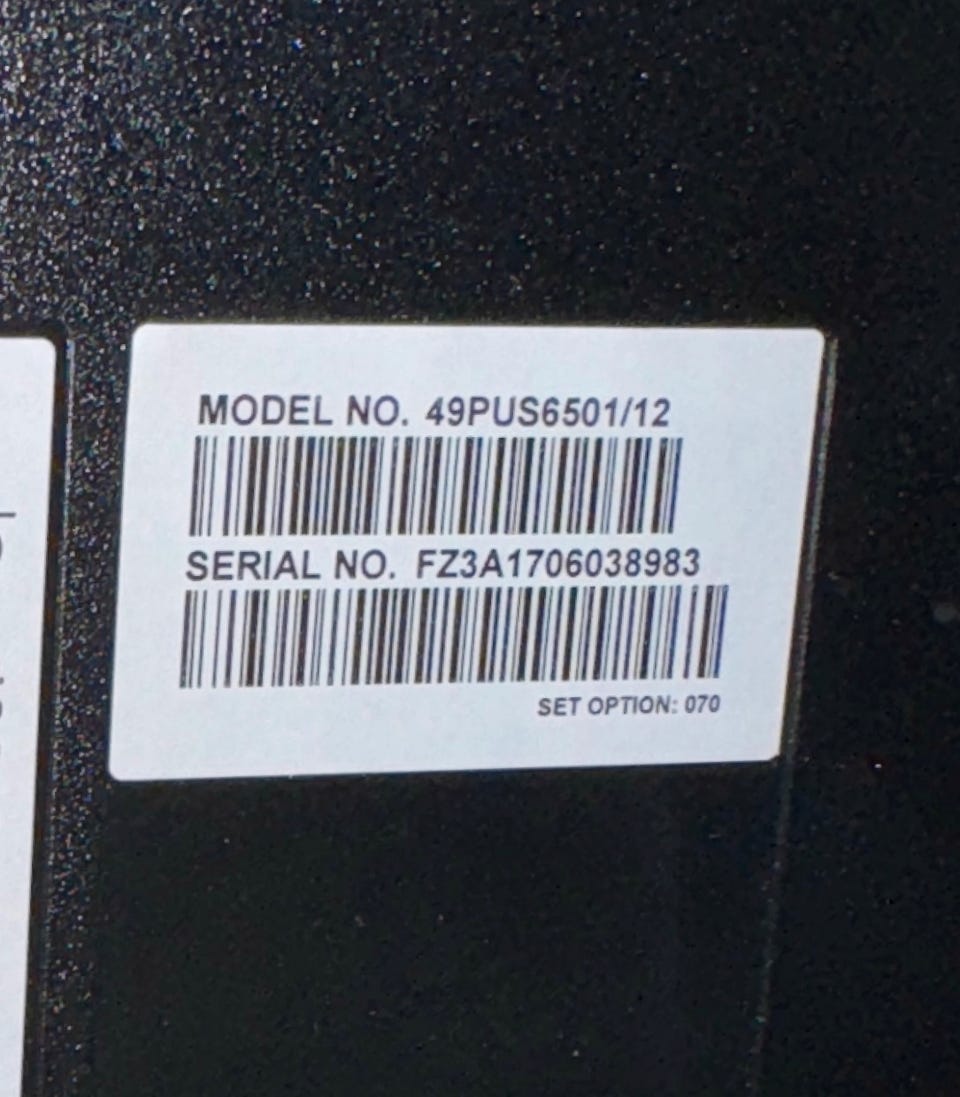 MODEL NO. 49PUS6501/12
SERIAL NO. FZ3A1706038983
SET OPTION: 070